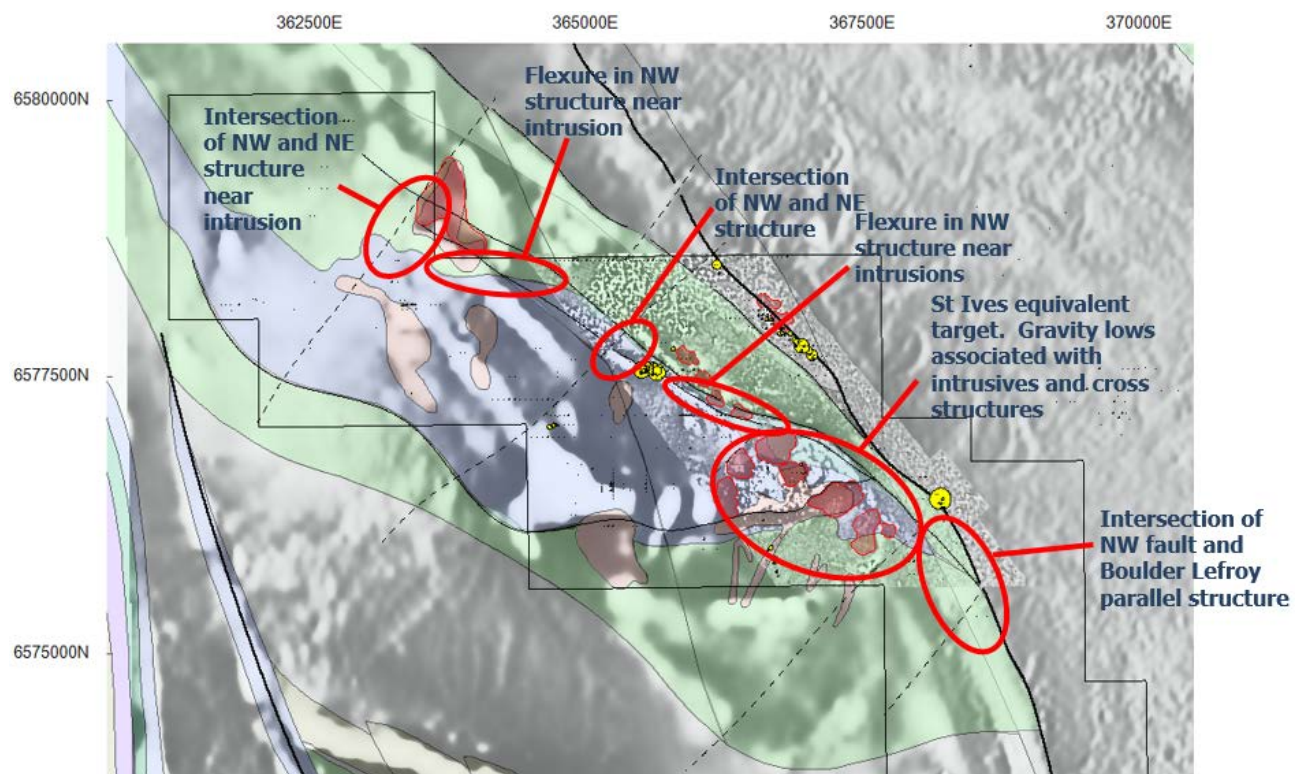 362500E
365000E
367500E
370000E
6580000N
6577500N
6575000N
Intersection
of NW and NE
structure
near
intrusion
Flexure in NW
structure near
intrusion
Intersection
of NW and NE
structure
Flexure in NW
structure near
intrusions
St Ives equivalent
target. Gravity lows
associated with
intrusives and cross
structures
Intersection of
NW fault and
Boulder Lefroy
parallel structure